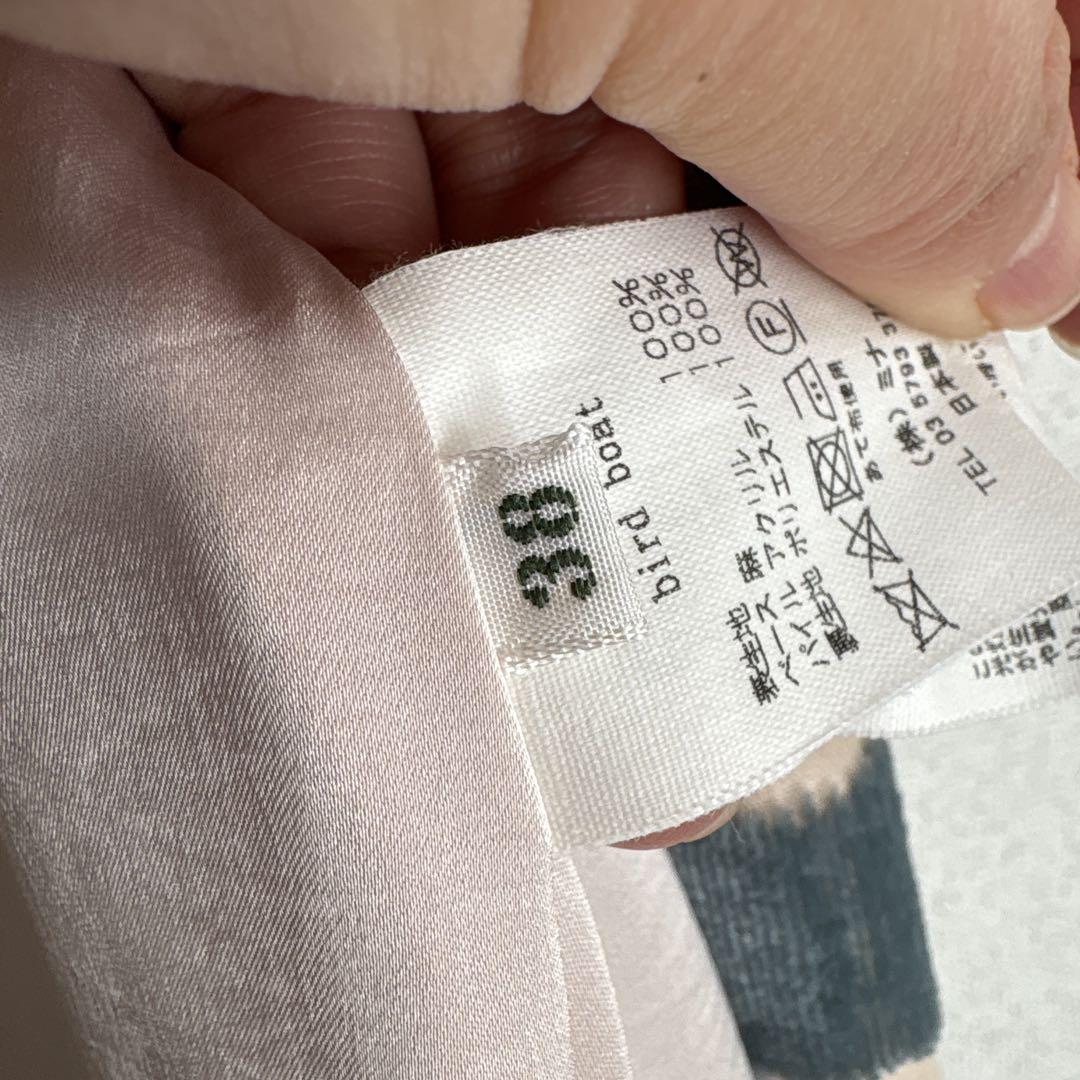 38
bird boat
表生地
ベース 麻 100%
パイル アクリル 100%
裏生地 ポリエステル 100%
W
F
あて布使用
(株) ミナ
TEL 03 5793 37
日本製